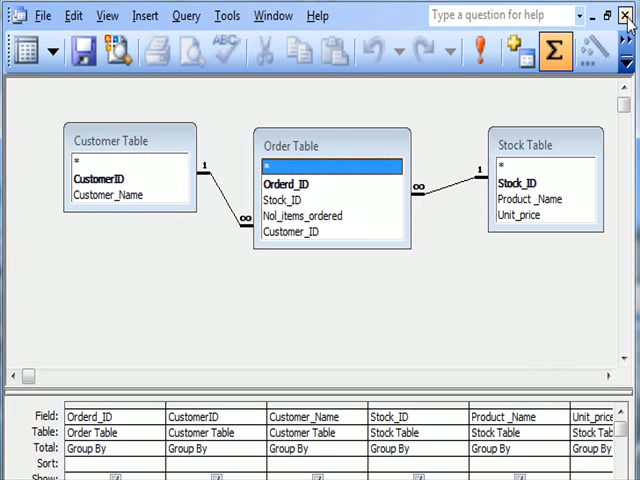 File Edit View Insert Query Tools Window Help Type a question for help
ABC Σ
Customer Table
*
CustomerID
Customer_Name
Order Table
*
Orderd_ID
Stock_ID
Nol_items_ordered
Customer_ID
Stock Table
*
Stock_ID
Product _Name
Unit_price
1 ∞
∞ 1
Field: Orderd_ID CustomerID Customer_Name Stock_ID Product _Name Unit_price
Table: Order Table Customer Table Customer Table Stock Table Stock Table Stock Tab
Total: Group By Group By Group By Group By Group By Group By
Sort:
Show: